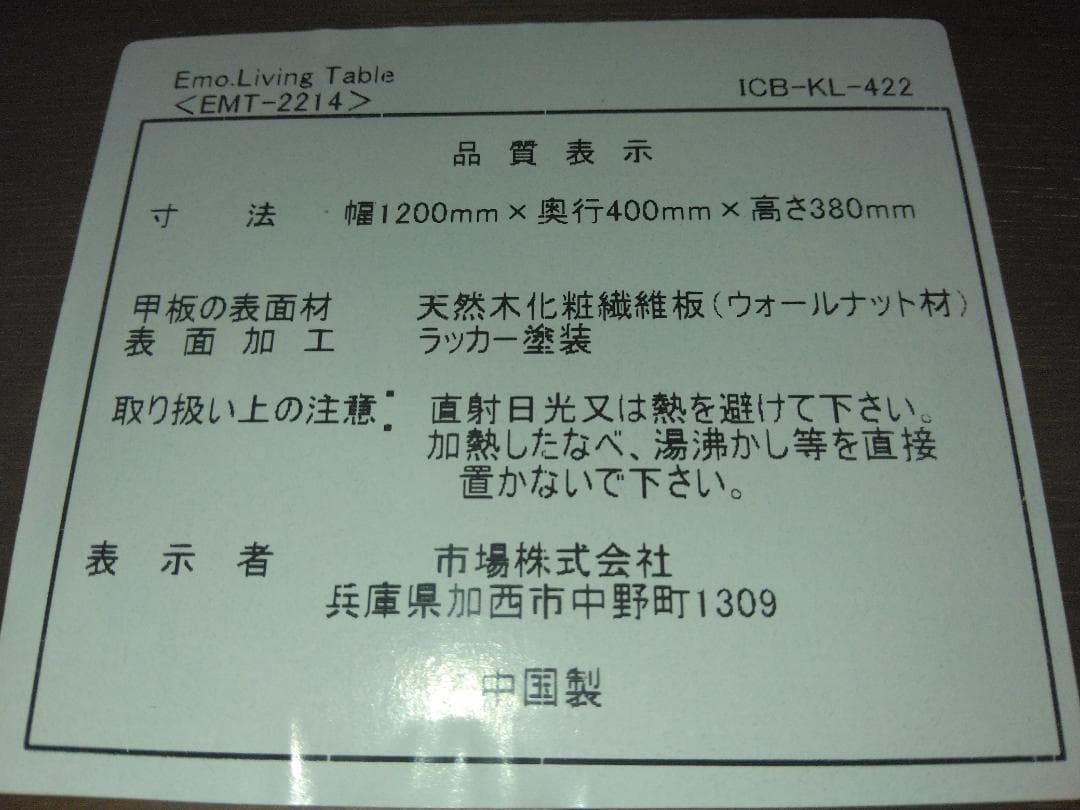 Emo.Living Table
<EMT-2214>
ICB-KL-422
品質表示
寸法 幅1200mm×奥行400mm×高さ380mm
甲板の表面材 天然木化粧繊維板(ウォールナット材)
表面加工 ラッカー塗装
取り扱い上の注意: 直射日光又は熱を避けて下さい。
加熱したなべ、湯沸かし等を直接
置かないで下さい。
表示者 市場株式会社
兵庫県加西市中野町1309
中国製